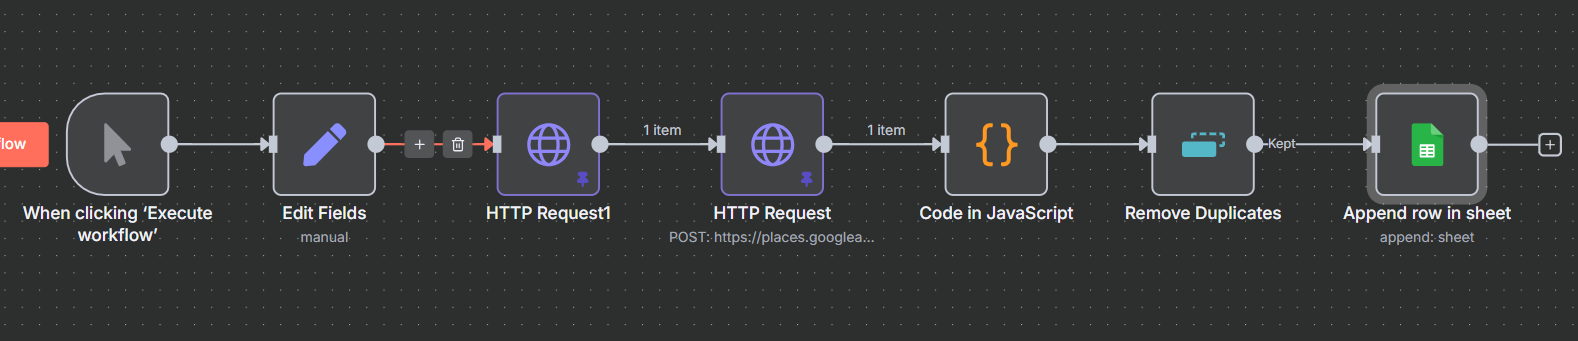 flow
1 item
1 item
Kept
When clicking ‘Execute
workflow’
Edit Fields
manual
HTTP Request1
HTTP Request
POST: https://places.googlea...
Code in JavaScript
Remove Duplicates
Append row in sheet
append: sheet